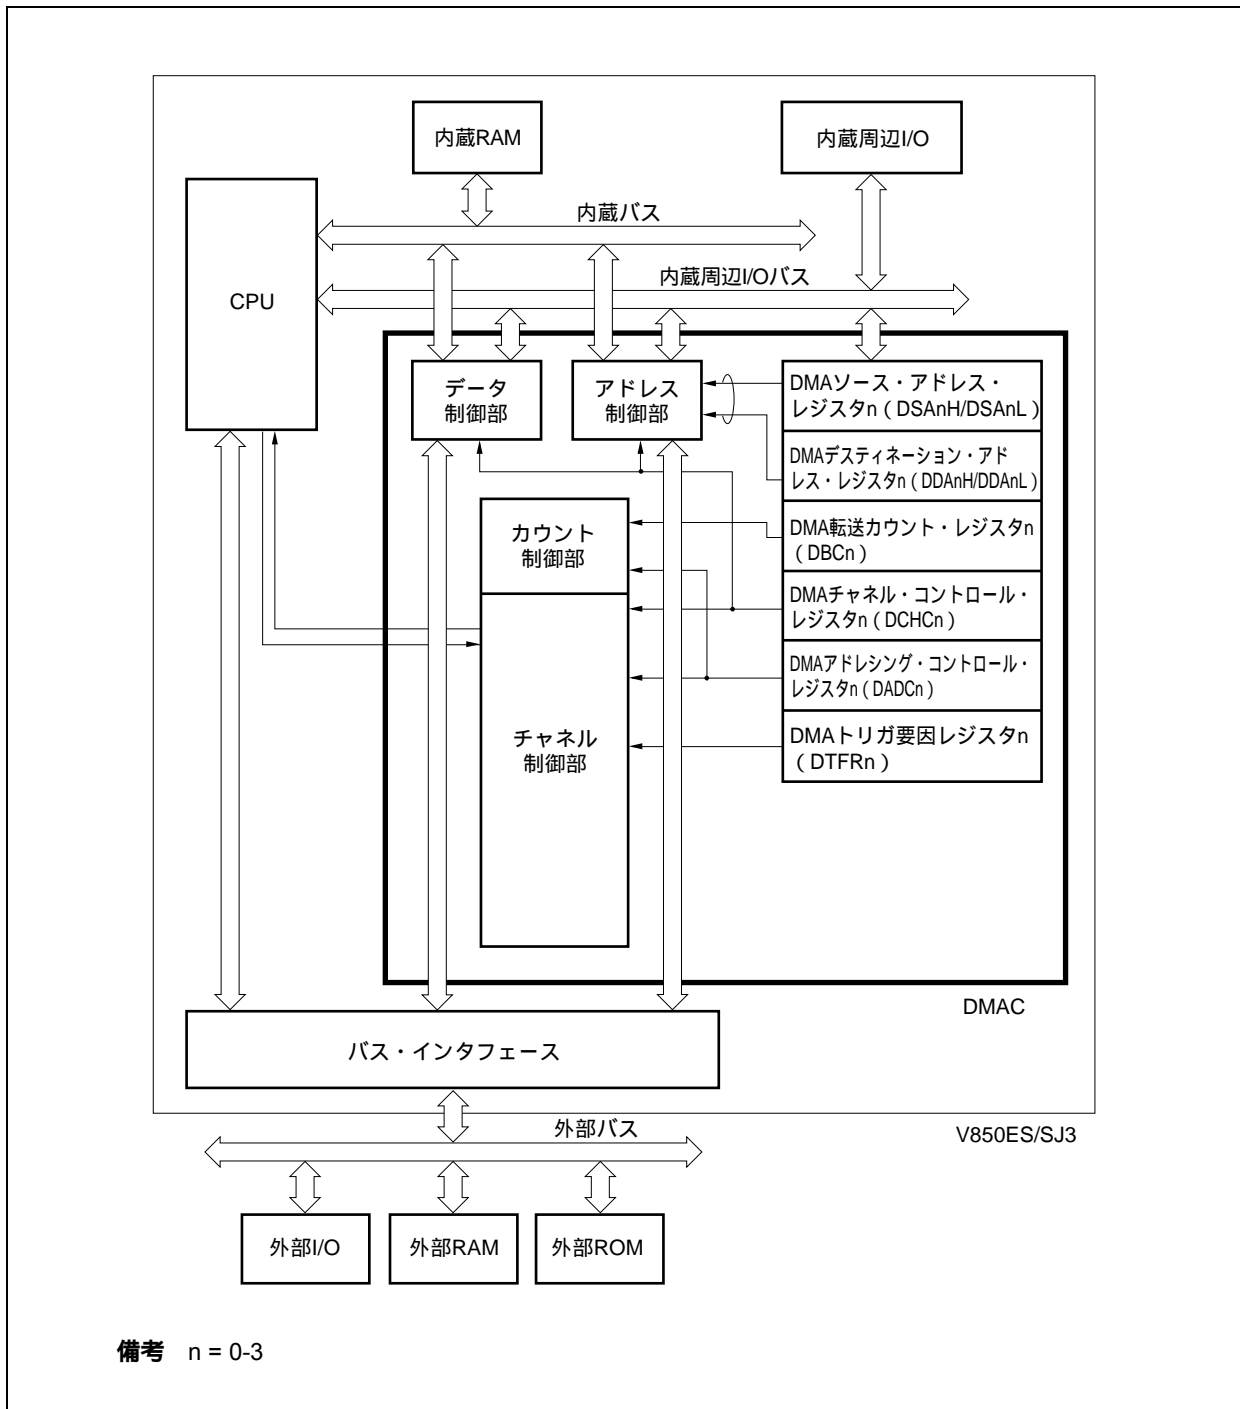 内蔵RAM
内蔵周辺I/O
内蔵バス
内蔵周辺I/Oバス
CPU
データ
制御部
アドレス
制御部
DMAソース・アドレス・
レジスタn（DSAnH/DSAnL）
DMAデスティネーション・アド
レス・レジスタn（DDAnH/DDAnL）
カウント
制御部
DMA転送カウント・レジスタn
（DBCn）
DMAチャネル・コントロール・
レジスタn（DCHCn）
DMAアドレシング・コントロール・
レジスタn（DADCn）
チャネル
制御部
DMAトリガ要因レジスタn
（DTFRn）
DMAC
バス・インタフェース
外部バス
V850ES/SJ3
外部I/O
外部RAM
外部ROM
備考 n = 0-3